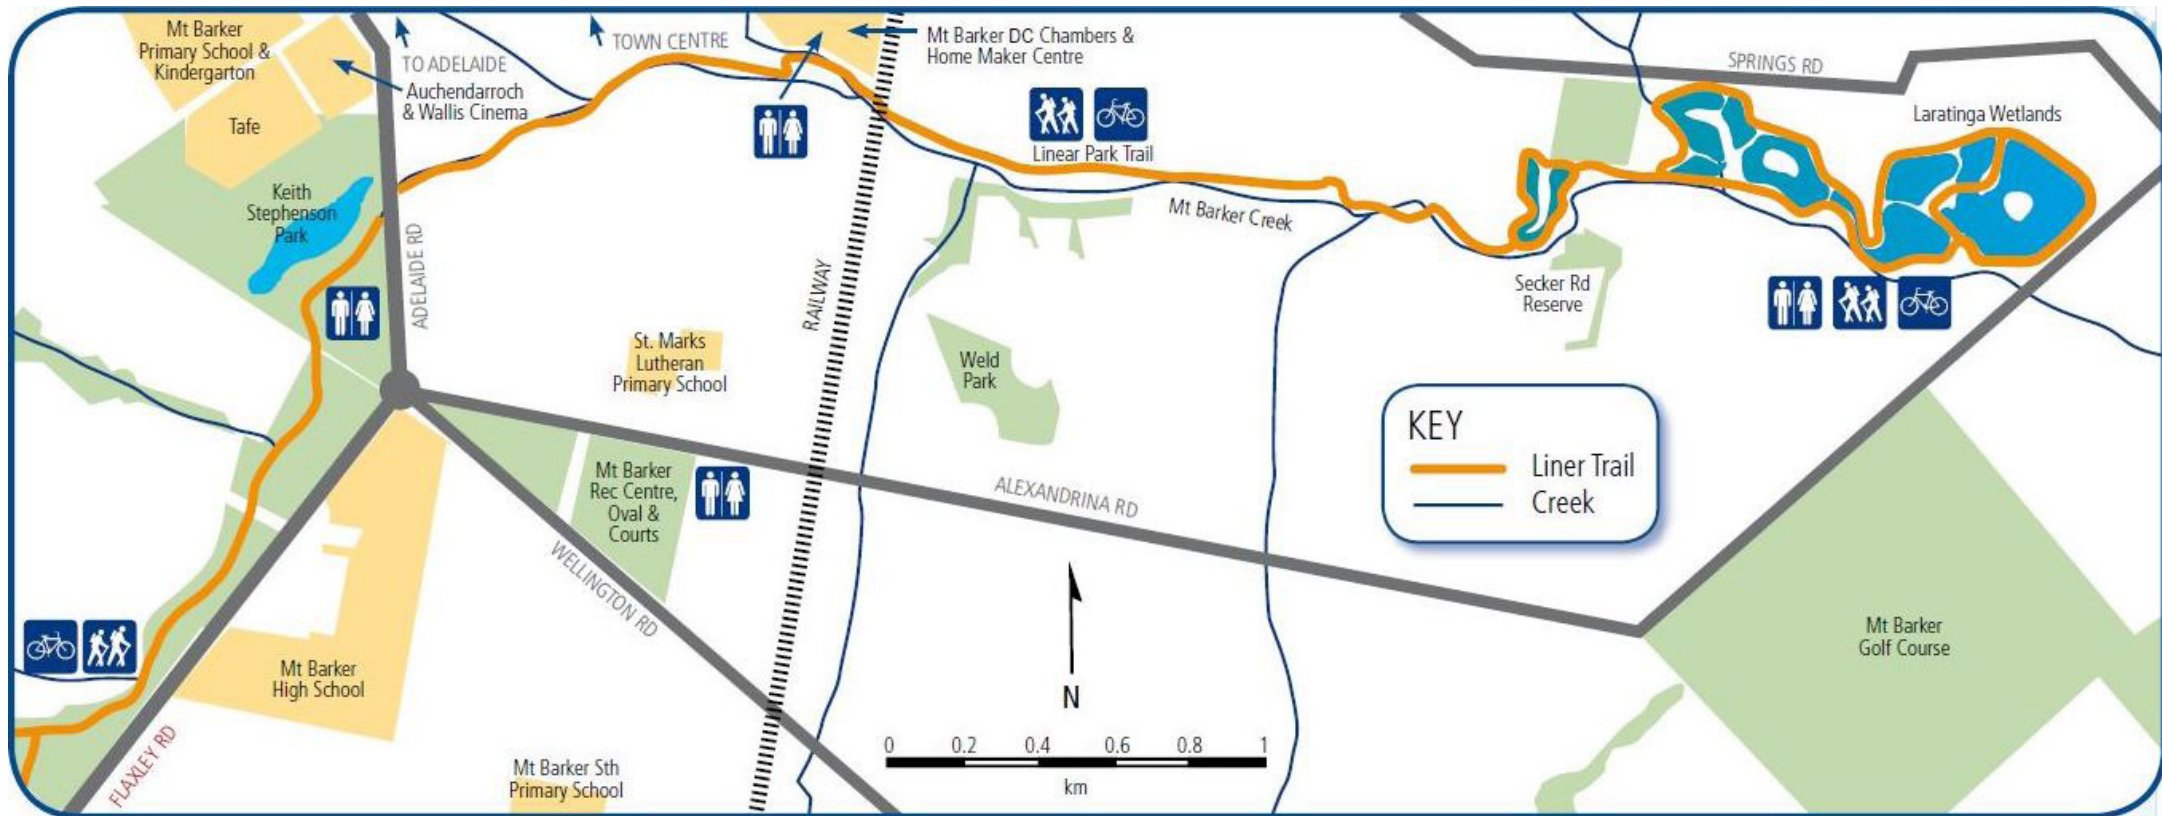 Mt Barker
Primary School &
Kindergarton
TO ADELAIDE
Auchendarroch
& Wallis Cinema
Tafe
TOWN CENTRE
Mt Barker DC Chambers &
Home Maker Centre
SPRINGS RD
Laratinga Wetlands
Linear Park Trail
Keith
Stephenson
Park
ADELAIDE RD
RAILWAY
Mt Barker Creek
Secker Rd
Reserve
St. Marks
Lutheran
Primary School
Weld
Park
KEY
Liner Trail
Creek
Mt Barker
Rec Centre,
Oval &
Courts
ALEXANDRINA RD
WELLINGTON RD
Mt Barker
High School
Mt Barker
Golf Course
N
FLAXLEY RD
Mt Barker Sth
Primary School
0 0.2 0.4 0.6 0.8 1
km